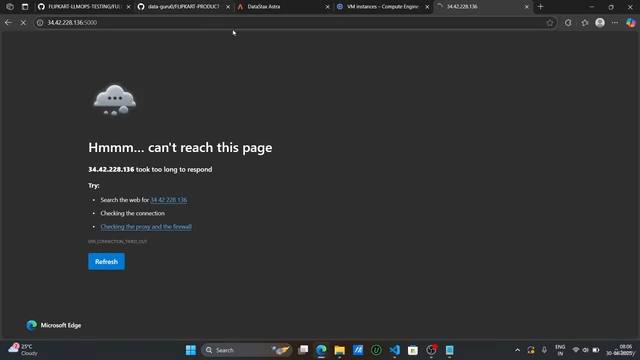 FLIPKART-LLMOPS-TESTING/FLI
data-guru0/FLIPKART-PRODUCT-
DataStax Astra
VM instances – Compute Engine
34.42.228.136
34.42.228.136:5000
Hmmm… can't reach this page
34.42.228.136 took too long to respond
Try:
• Search the web for 34 42 228 136
• Checking the connection
• Checking the proxy and the firewall
ERR_CONNECTION_TIMED_OUT
Refresh
Microsoft Edge
2
25°C
Cloudy
Search
ENG
IN
08:06
30-08-2025